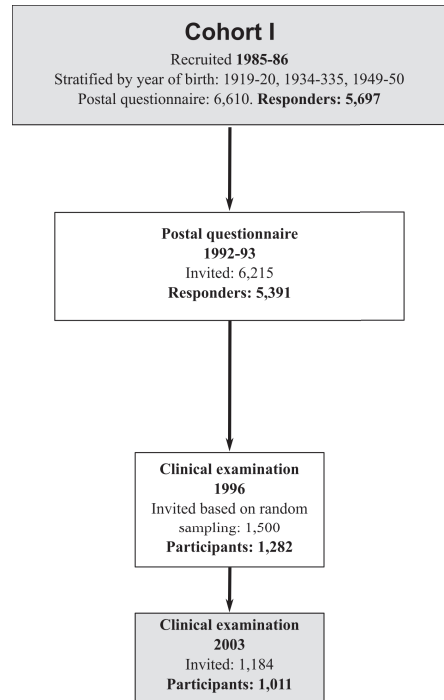 Cohort I
Recruited 1985-86
Stratified by year of birth: 1919-20, 1934-335, 1949-50
Postal questionnaire: 6,610. Responders: 5,697
Postal questionnaire
1992-93
Invited: 6,215
Responders: 5,391
Clinical examination
1996
Invited based on random
sampling: 1,500
Participants: 1,282
Clinical examination
2003
Invited: 1,184
Participants: 1,011